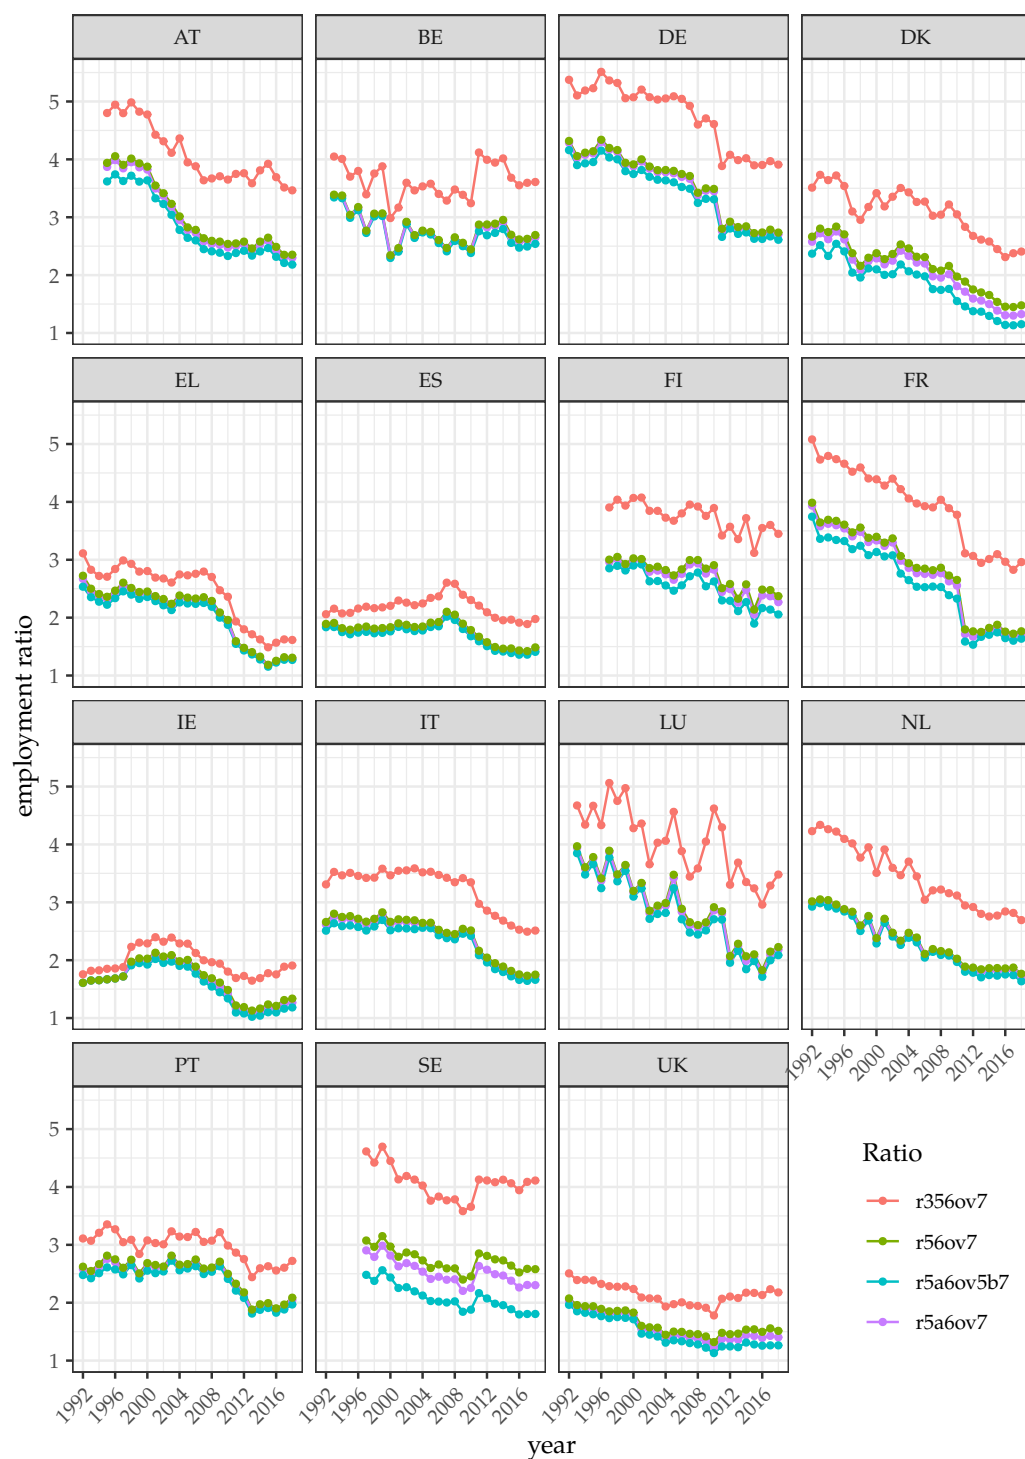 AT BE DE DK
5
4
3
2
1
EL ES FI FR
5
4
3
2
1
employment ratio
IE IT LU NL
5
4
3
2
1
1992 1996 2000 2004 2008 2012 2016
PT SE UK
5
4
3
2
1
1992 1996 2000 2004 2008 2012 2016 1992 1996 2000 2004 2008 2012 2016 1992 1996 2000 2004 2008 2012 2016
year
Ratio
r356ov7
r56ov7
r5a6ov5b7
r5a6ov7